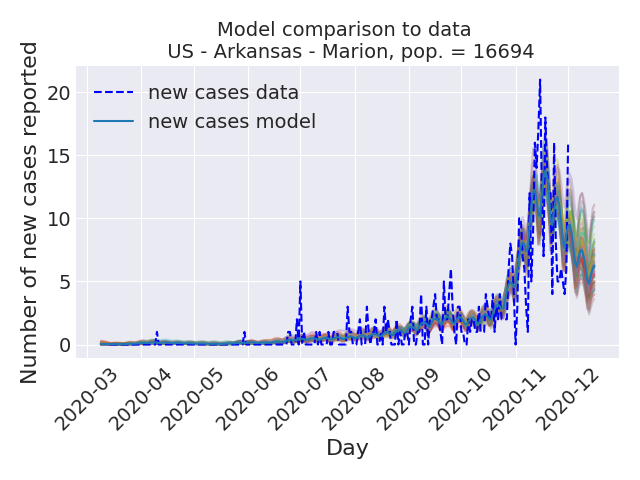 Model comparison to data
US - Arkansas - Marion, pop. = 16694
Number of new cases reported
new cases data
new cases model
20
15
10
5
0
2020-03
2020-04
2020-05
2020-06
2020-07
2020-08
2020-09
2020-10
2020-11
2020-12
Day